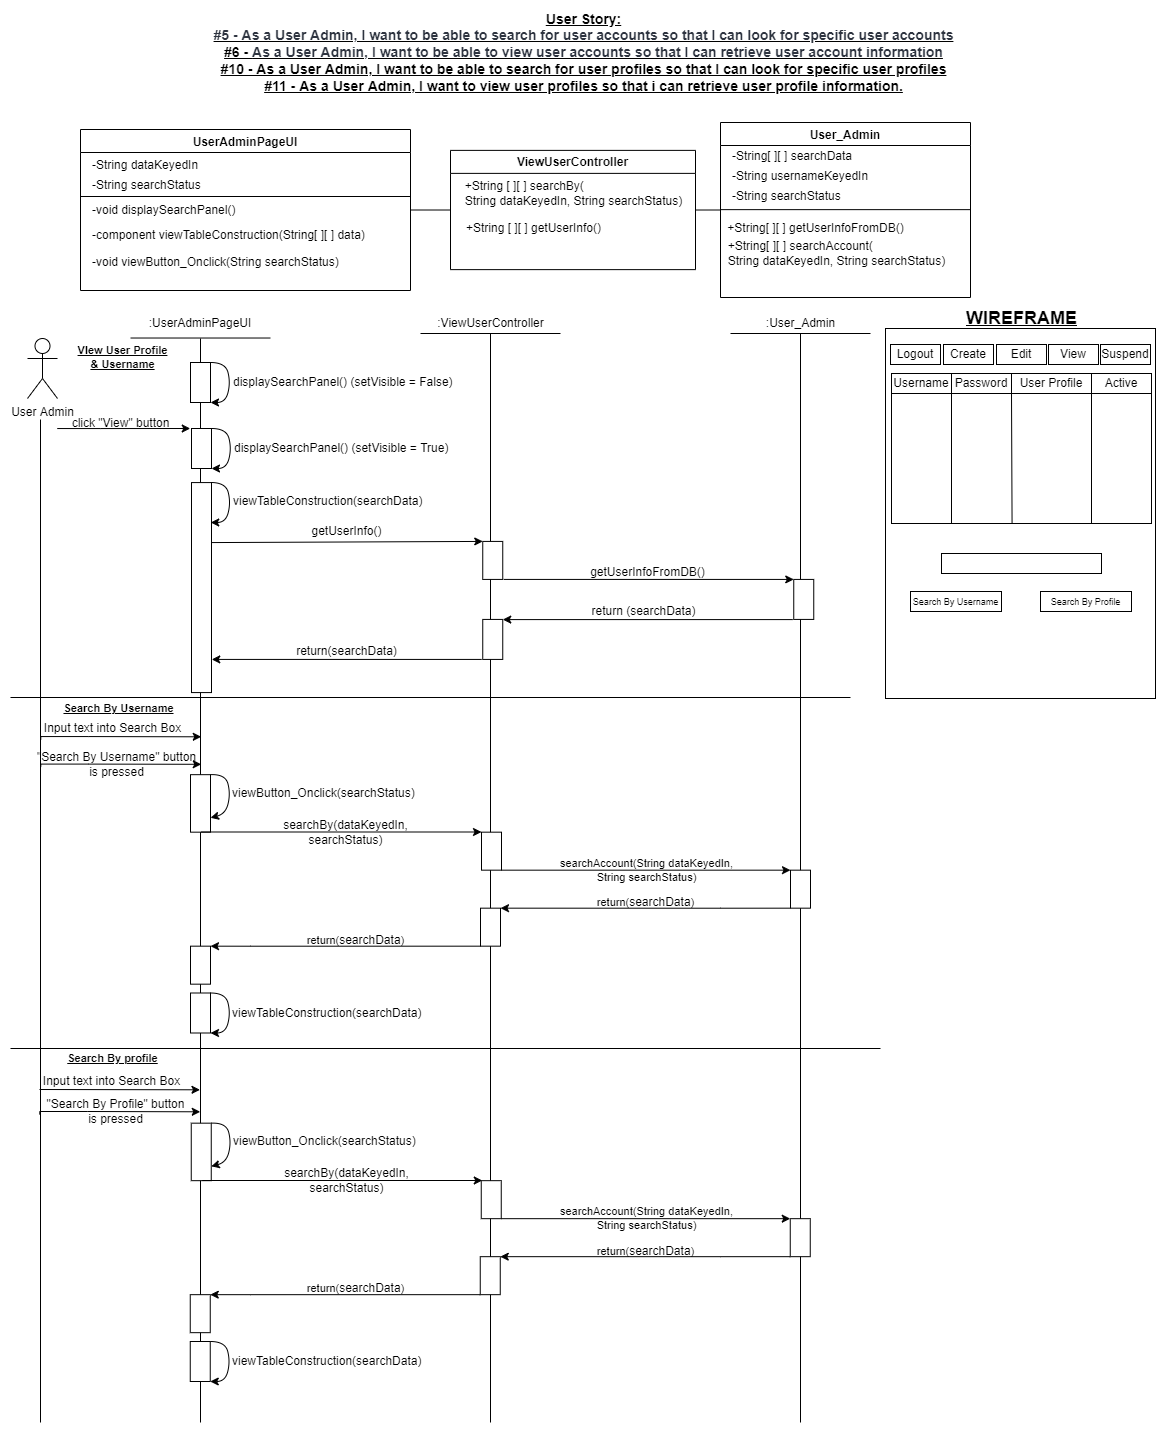 User Story:
#5 - As a User Admin, I want to be able to search for user accounts so that I can look for specific user accounts
#6 - As a User Admin, I want to be able to view user accounts so that I can retrieve user account information
#10 - As a User Admin, I want to be able to search for user profiles so that I can look for specific user profiles
#11 - As a User Admin, I want to view user profiles so that i can retrieve user profile information.
UserAdminPageUI
-String dataKeyedIn
-String searchStatus
-void displaySearchPanel()
-component viewTableConstruction(String[ ][ ] data)
-void viewButton_Onclick(String searchStatus)
ViewUserController
+String [ ][ ] searchBy(
String dataKeyedIn, String searchStatus)
+String [ ][ ] getUserInfo()
User_Admin
-String[ ][ ] searchData
-String usernameKeyedIn
-String searchStatus
+String[ ][ ] getUserInfoFromDB()
+String[ ][ ] searchAccount(
String dataKeyedIn, String searchStatus)
:UserAdminPageUI
:ViewUserController
:User_Admin
User Admin
VIew User Profile
& Username
displaySearchPanel() (setVisible = False)
click "View" button
displaySearchPanel() (setVisible = True)
viewTableConstruction(searchData)
getUserInfo()
getUserInfoFromDB()
return (searchData)
return(searchData)
Search By Username
Input text into Search Box
"Search By Username" button
is pressed
viewButton_Onclick(searchStatus)
searchBy(dataKeyedIn,
searchStatus)
searchAccount(String dataKeyedIn,
String searchStatus)
return(searchData)
return(searchData)
viewTableConstruction(searchData)
Search By profile
Input text into Search Box
"Search By Profile" button
is pressed
viewButton_Onclick(searchStatus)
searchBy(dataKeyedIn,
searchStatus)
searchAccount(String dataKeyedIn,
String searchStatus)
return(searchData)
return(searchData)
viewTableConstruction(searchData)
WIREFRAME
Logout Create Edit View Suspend
Username Password User Profile Active
Search By Username
Search By Profile